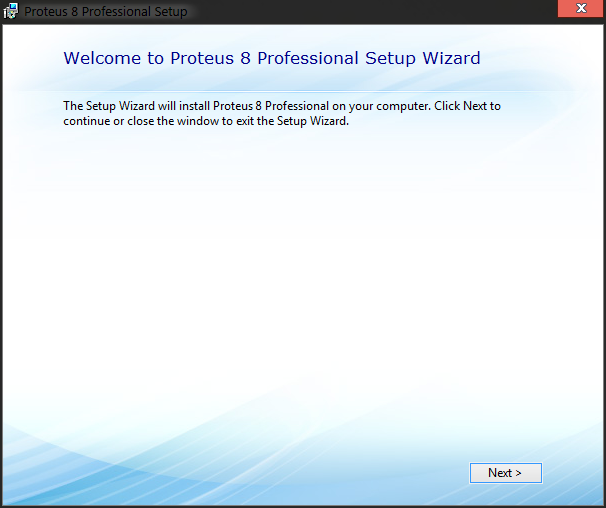 Proteus 8 Professional Setup
Welcome to Proteus 8 Professional Setup Wizard
The Setup Wizard will install Proteus 8 Professional on your computer. Click Next to
continue or close the window to exit the Setup Wizard.
Next >